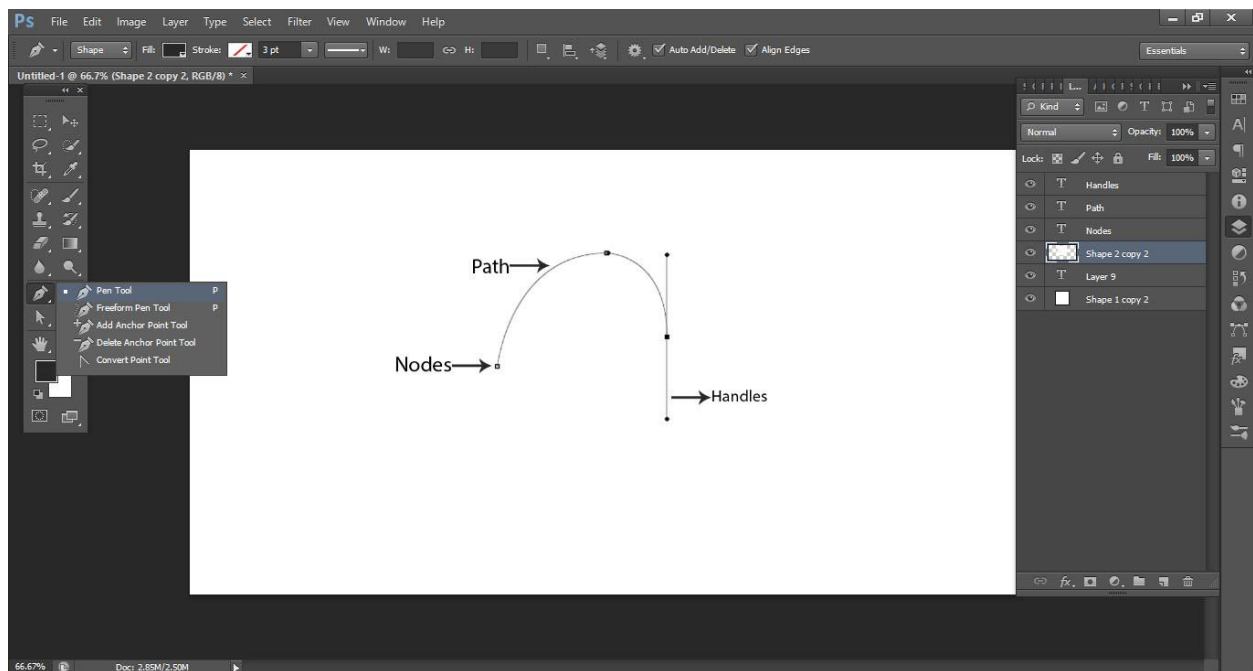 Ps File Edit Image Layer Type Select Filter View Window Help
Shape Fill: Stroke: 3 pt W: H: Auto Add/Delete Align Edges Essentials
Untitled-1 @ 66.7% (Shape 2 copy 2, RGB/8) * ×
Kind
Normal Opacity: 100%
Lock: Fill: 100%
Handles
Path
Nodes
Shape 2 copy 2
Layer 9
Shape 1 copy 2
Pen Tool P
Freeform Pen Tool P
Add Anchor Point Tool
Delete Anchor Point Tool
Convert Point Tool
Path
Nodes
Handles
66.67% Doc: 2.85M/2.50M